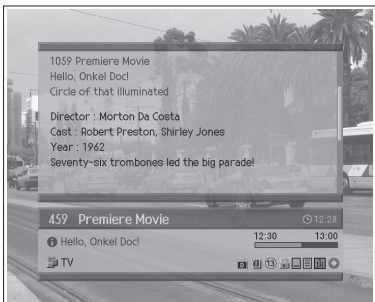 1059 Premiere Movie
Hello, Onkel Doc!
Circle of that illuminated
Director : Morton Da Costa
Cast : Robert Preston, Shirley Jones
Year : 1962
Seventy-six trombones led the big parade!
459 Premiere Movie 12:28
Hello, Onkel Doc! 12:30 13:00
TV 13